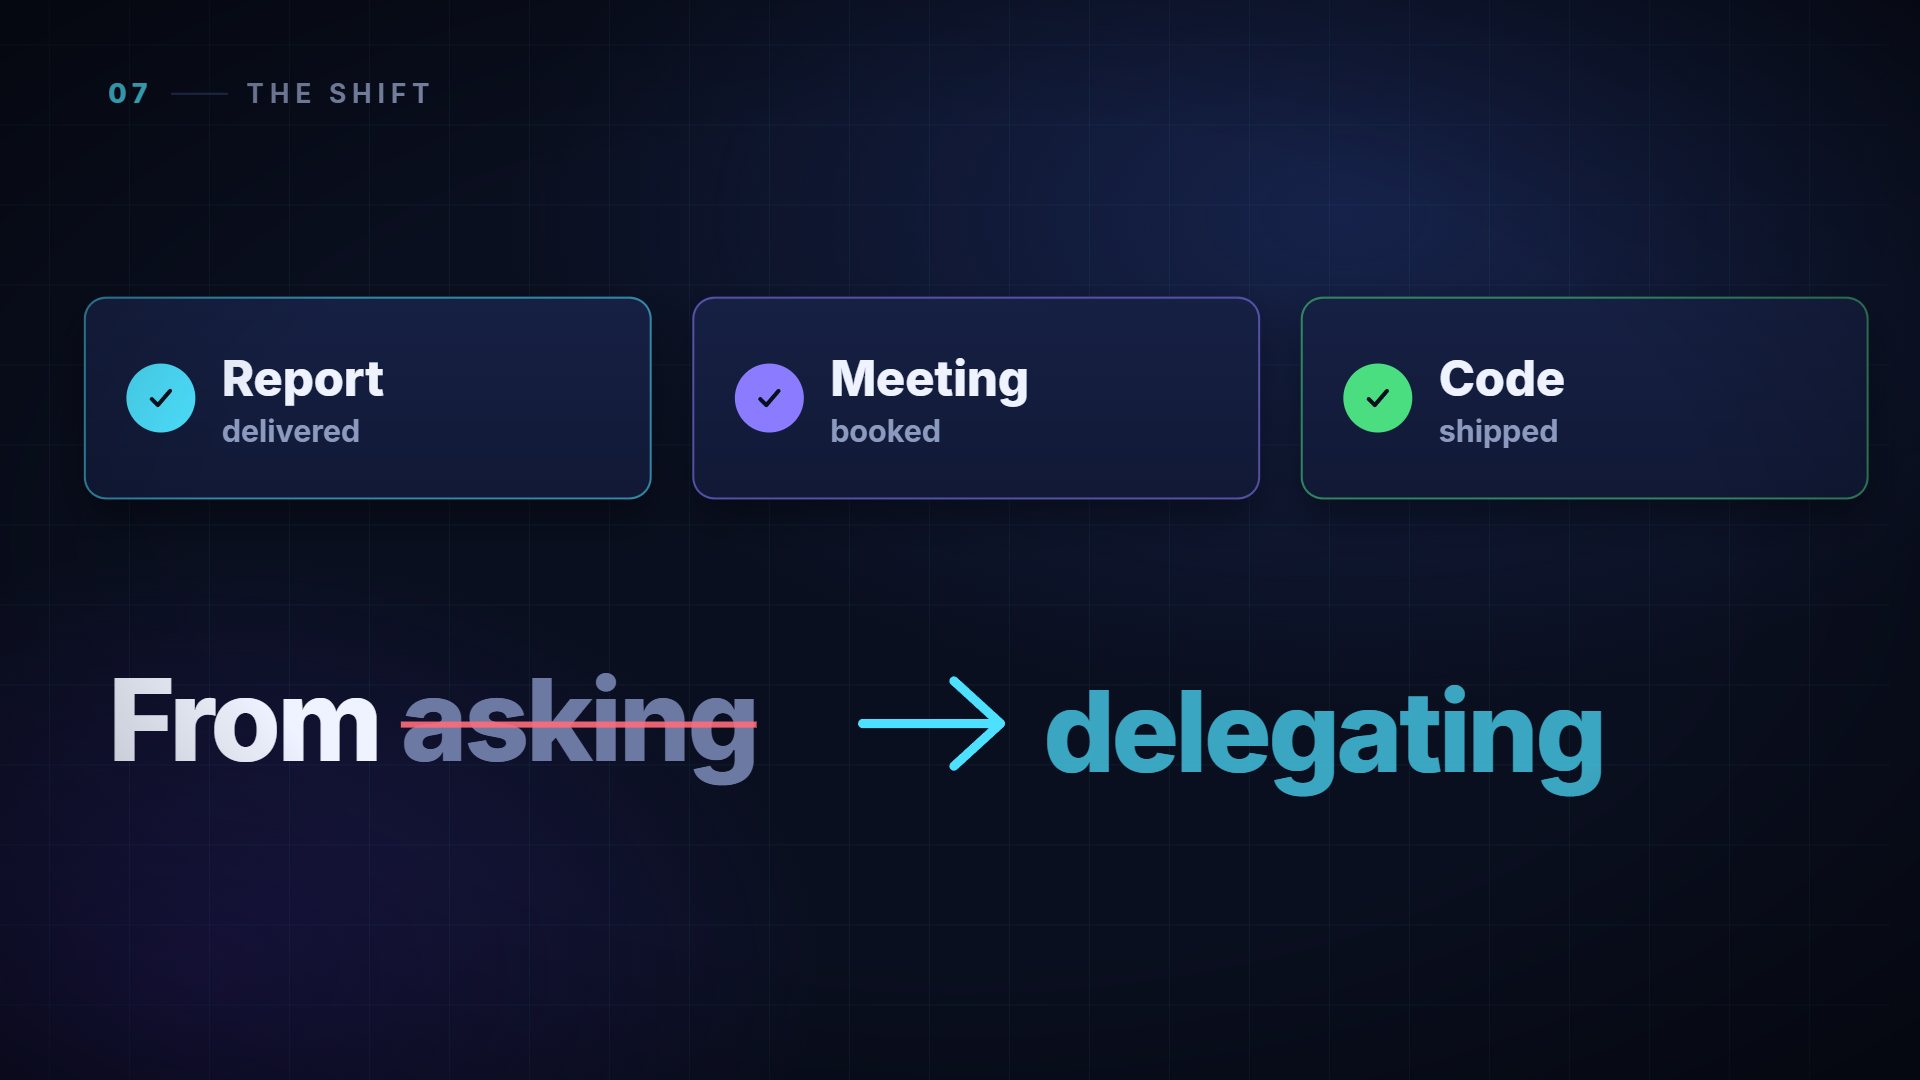 07 THE SHIFT
Report
delivered
Meeting
booked
Code
shipped
From asking → delegating